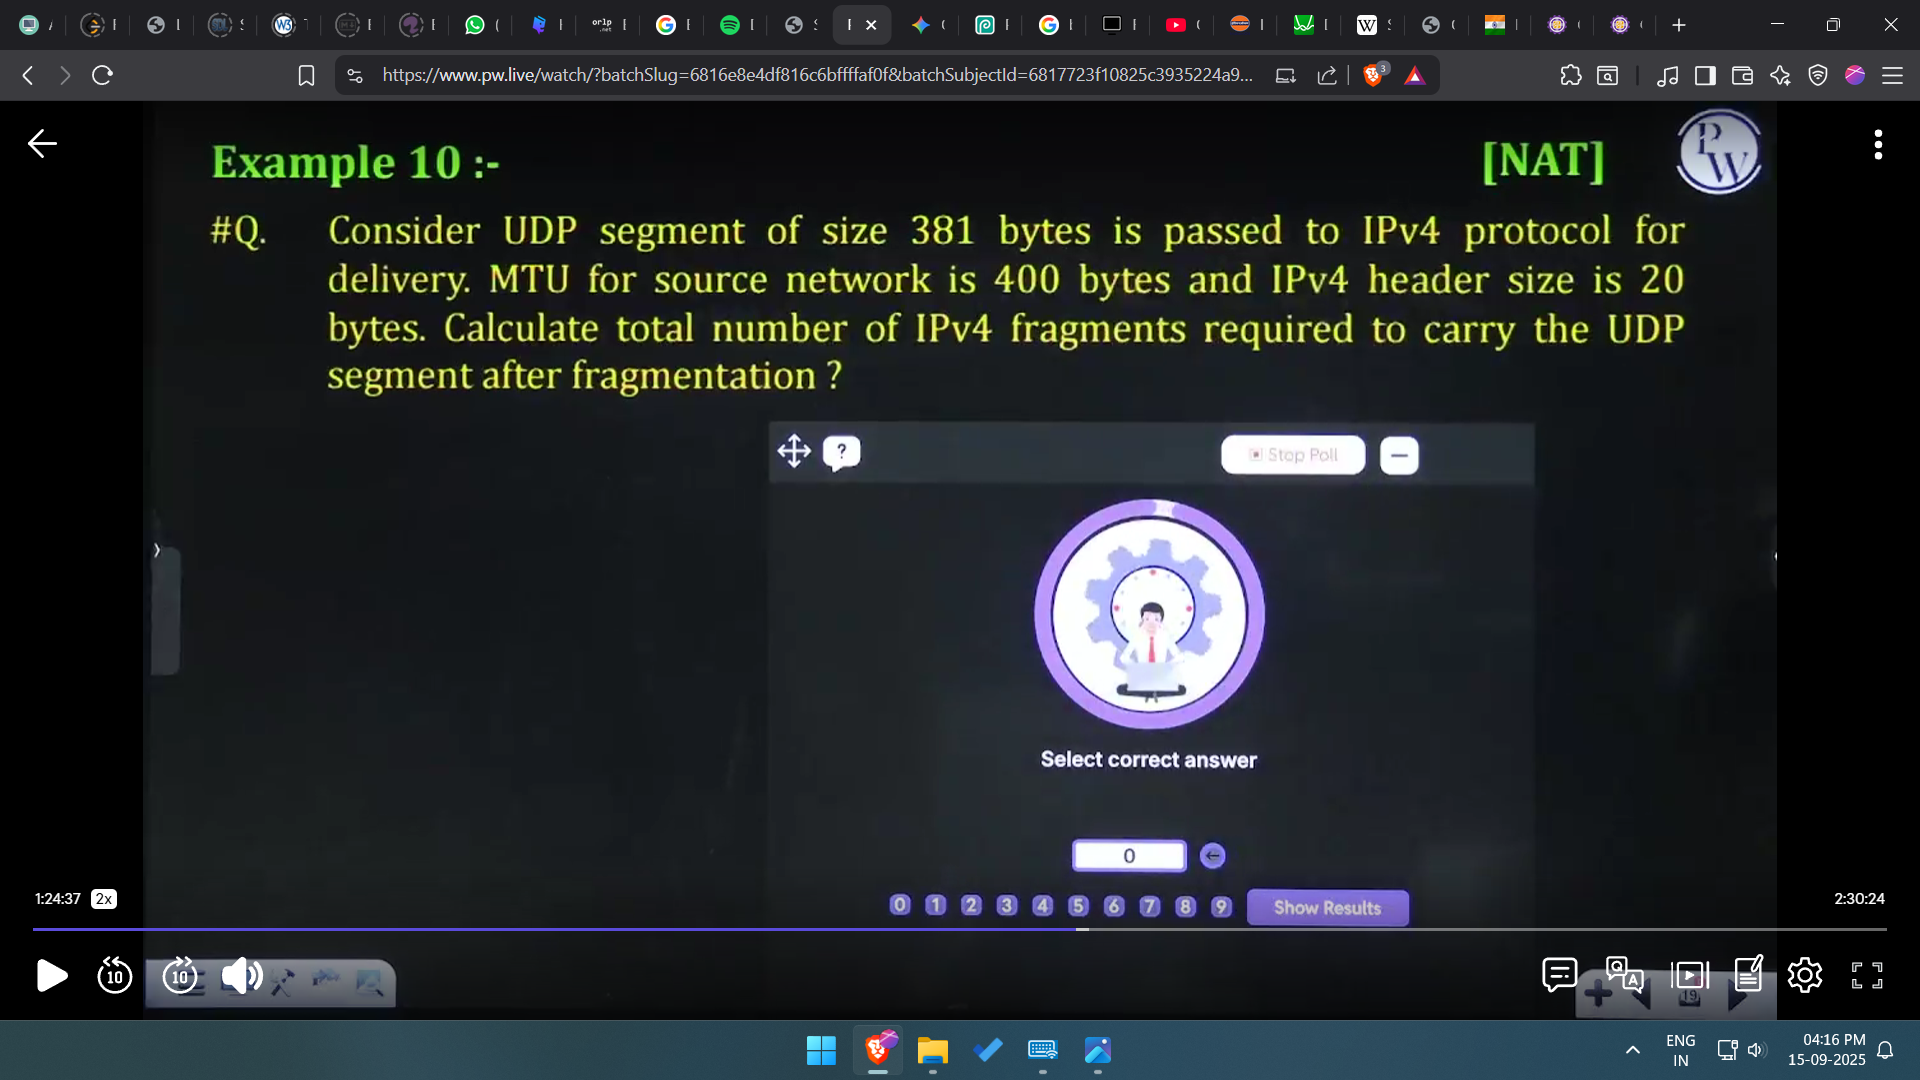 https://www.pw.live/watch/?batchSlug=6816e8e4df816c6bffffaf0f&batchSubjectId=6817723f10825c3935224a9...
3
Example 10 :-
[NAT]
PW
#Q. Consider UDP segment of size 381 bytes is passed to IPv4 protocol for
delivery. MTU for source network is 400 bytes and IPv4 header size is 20
bytes. Calculate total number of IPv4 fragments required to carry the UDP
segment after fragmentation ?
?
Stop Poll
Select correct answer
0
0 1 2 3 4 5 6 7 8 9
Show Results
1:24:37
2x
2:30:24
10
10
19
ENG
IN
04:16 PM
15-09-2025